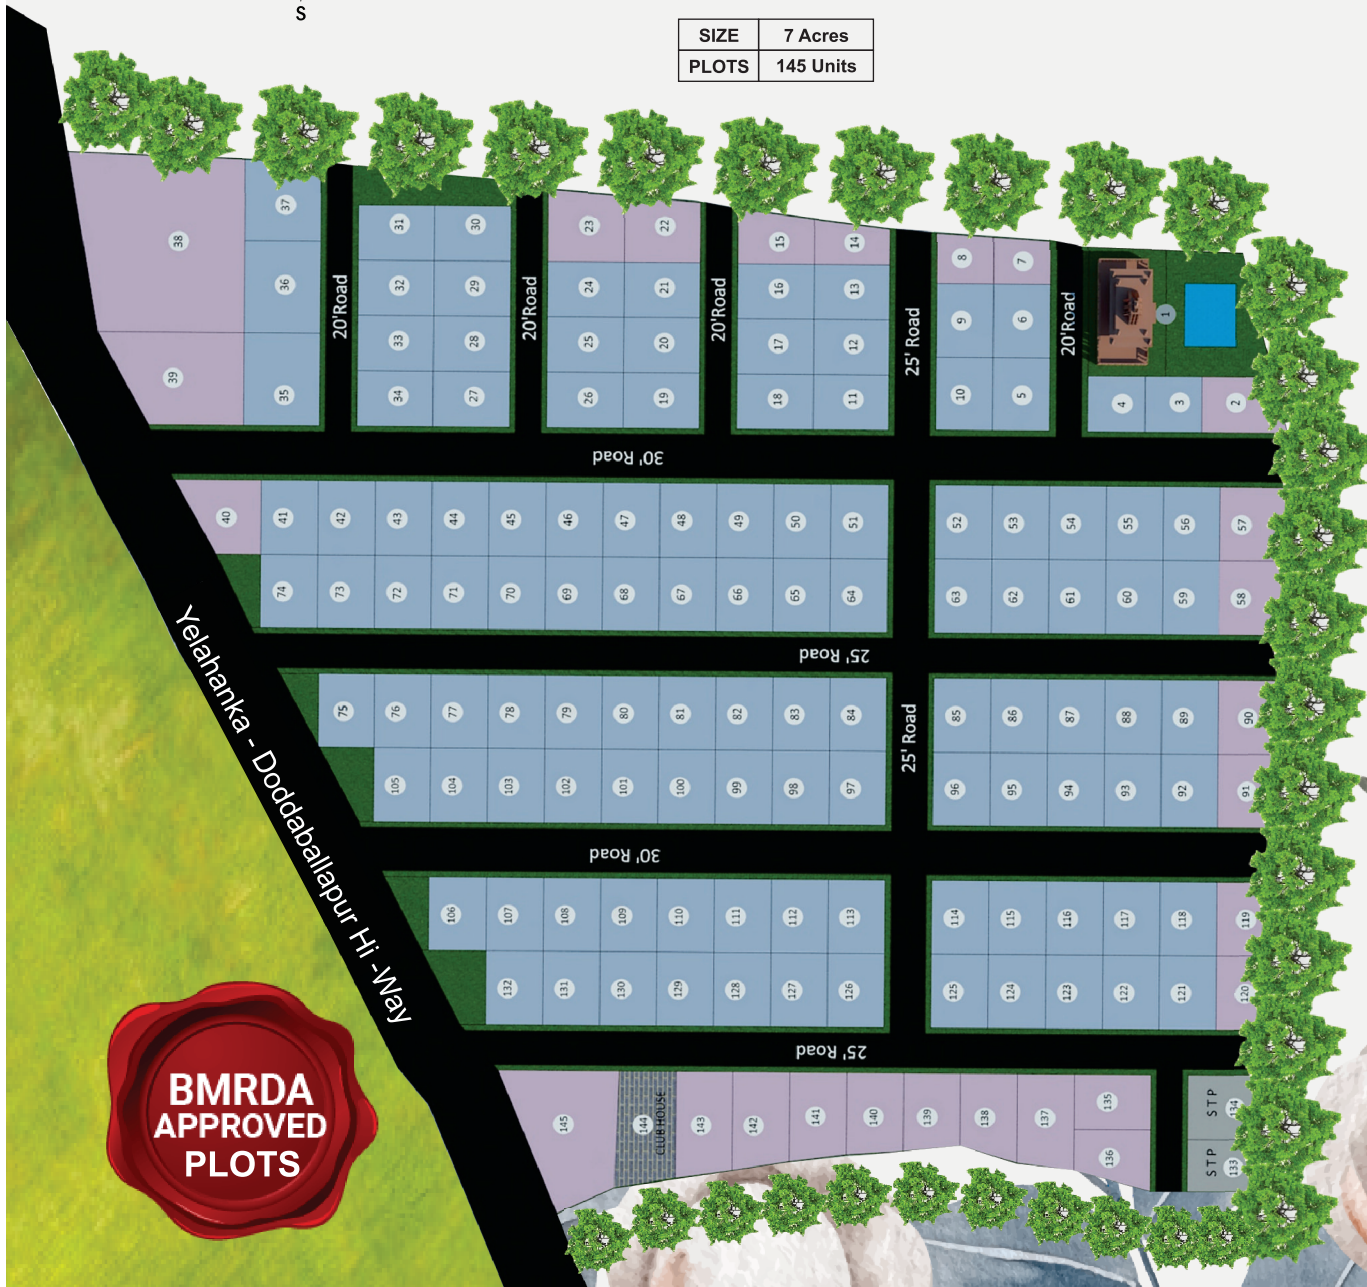 S
SIZE 7 Acres
PLOTS 145 Units
38 37 36 39 35
31 30 32 29 33 28 34 27
23 22 24 21 25 20 26 19
15 14 16 13 17 12 18 11
8 7 9 6 10 5
1 4 3 2
20'Road
20'Road
20'Road
25' Road
20'Road
30' Road
40 41 42 43 44 45 46 47 48 49 50 51 52 53 54 55 56 57
74 73 72 71 70 69 68 67 66 65 64 63 62 61 60 59 58
25' Road
75 76 77 78 79 80 81 82 83 84 85 86 87 88 89 90
25' Road
105 104 103 102 101 100 99 98 97 96 95 94 93 92 91
30' Road
106 107 108 109 110 111 112 113 114 115 116 117 118 119
132 131 130 129 128 127 126 125 124 123 122 121 120
25' Road
145 144 CLUB HOUSE 143 142 141 140 139 138 137 135 136
STP 134
STP 133
Yelahanka - Doddaballapur Hi -Way
BMRDA
APPROVED
PLOTS